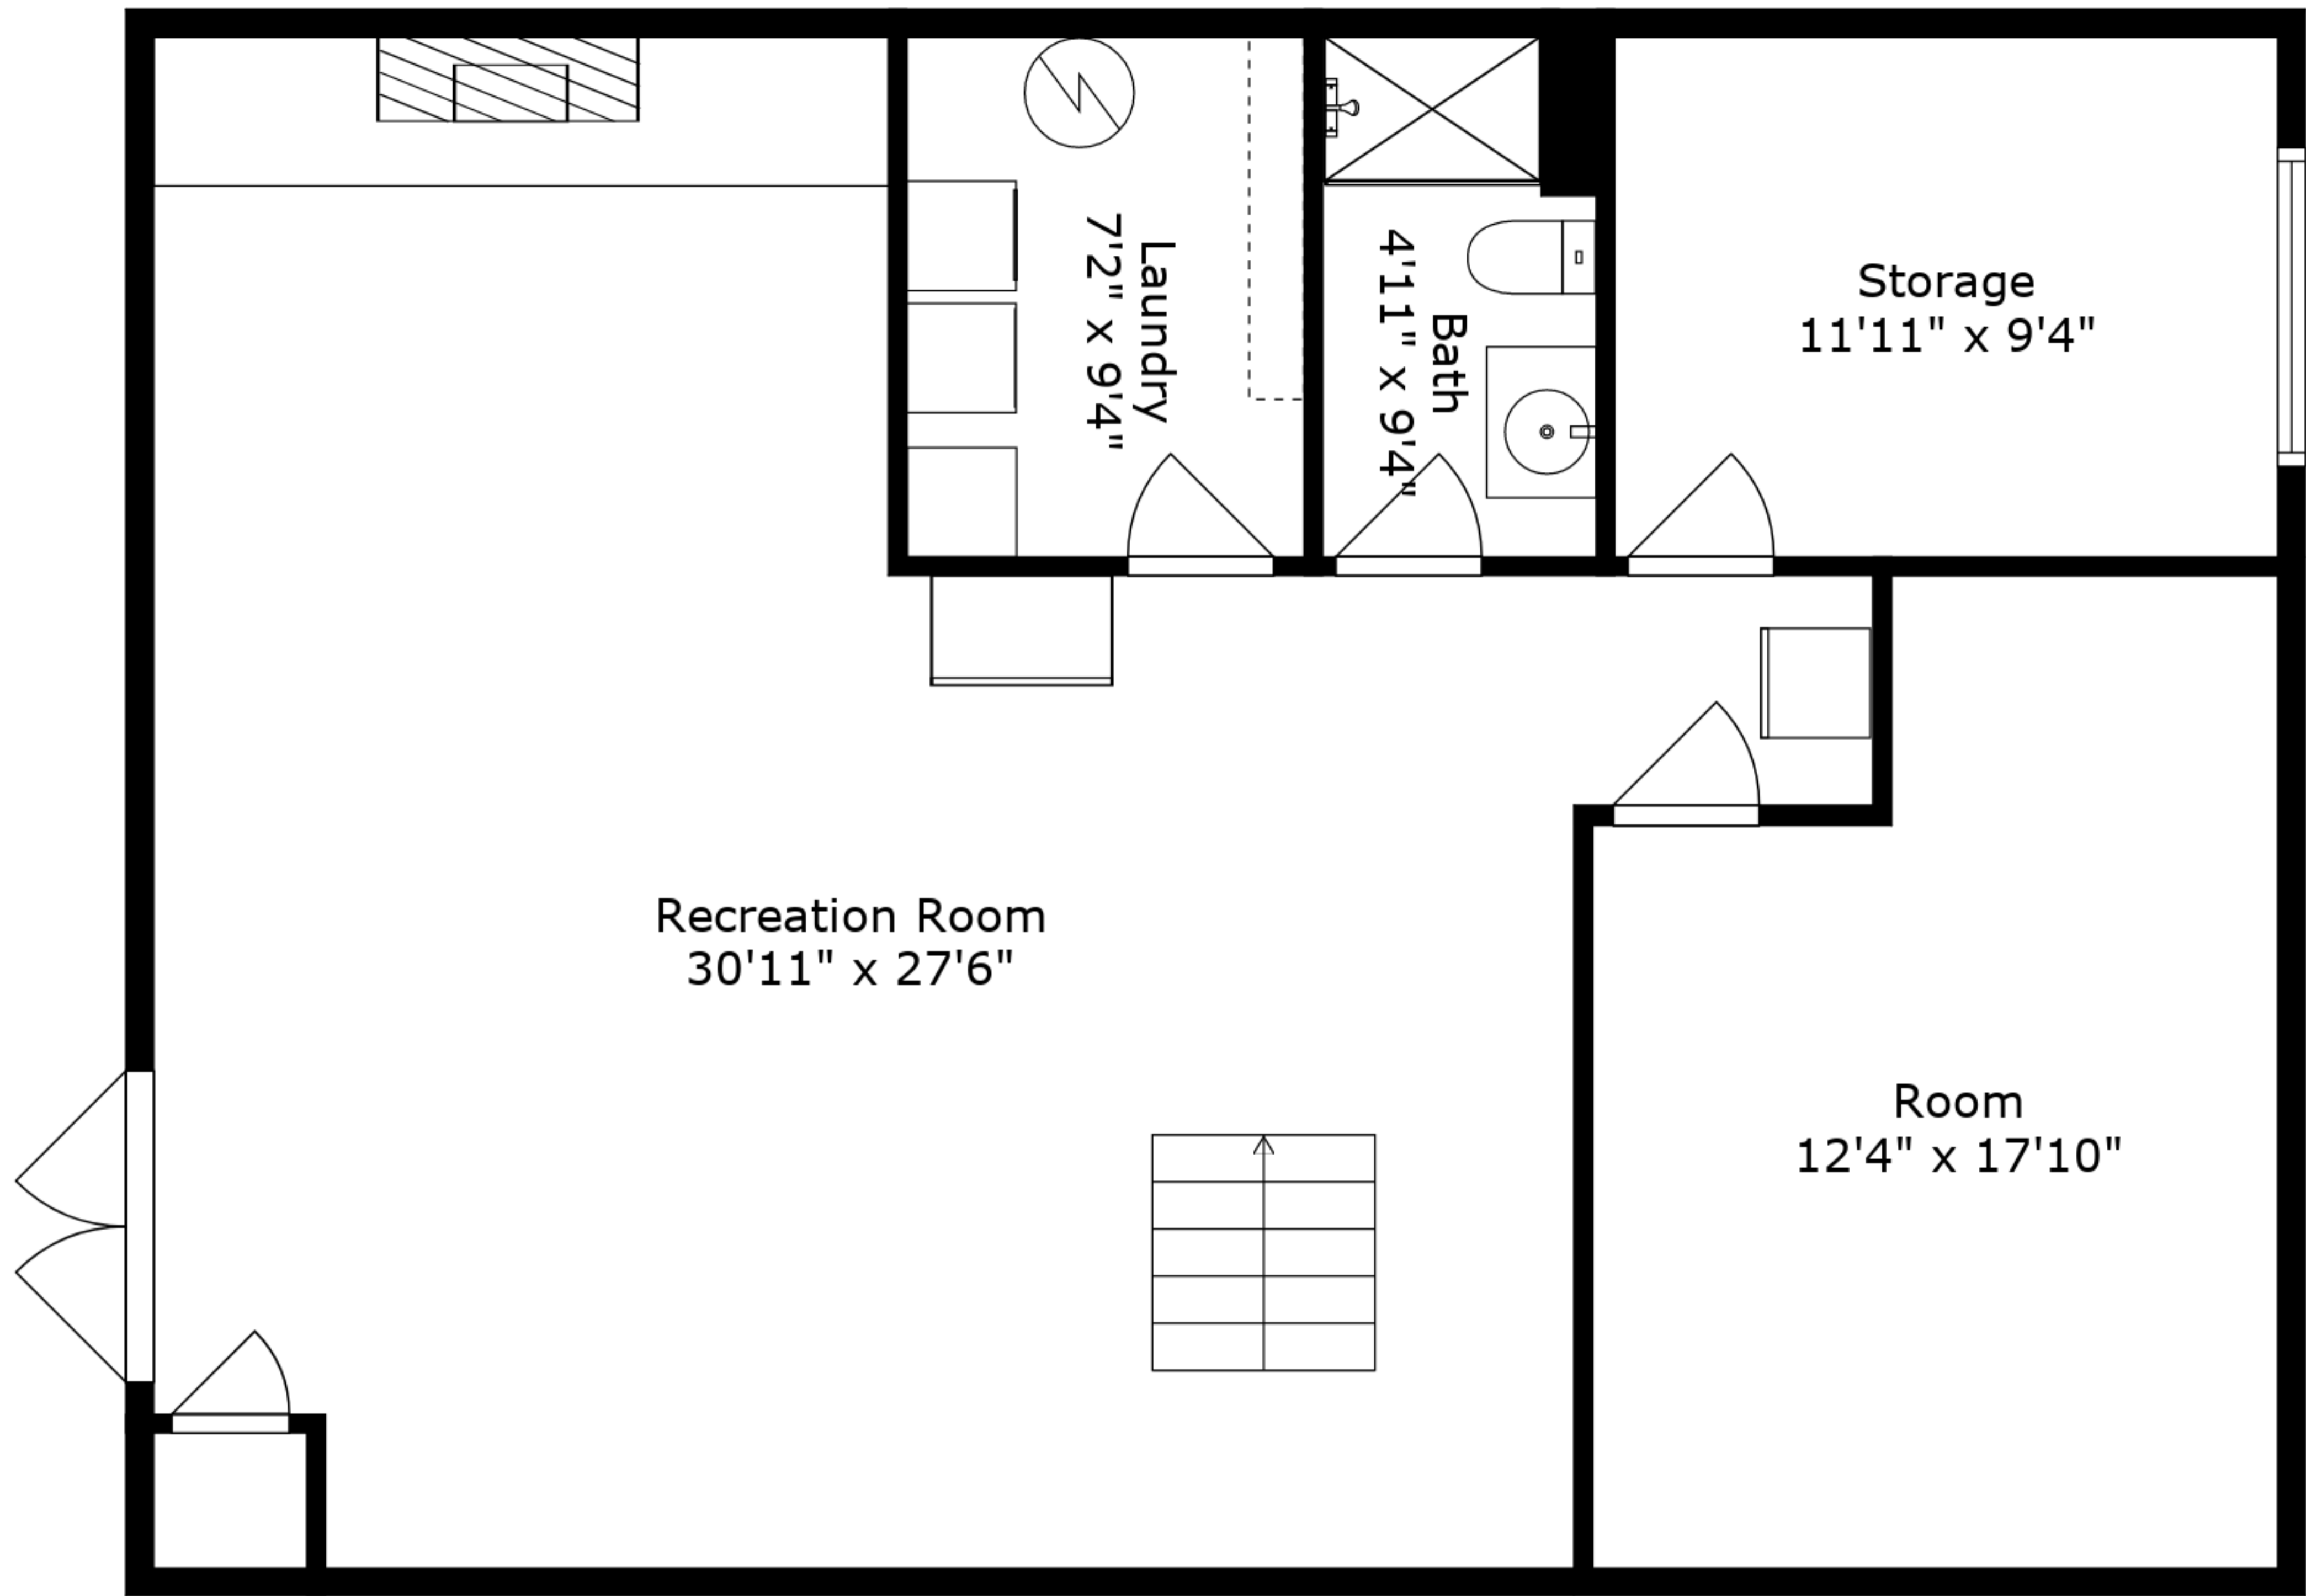 Laundry
7'2" x 9'4"
Bath
4'11" x 9'4"
Storage
11'11" x 9'4"
Recreation Room
30'11" x 27'6"
Room
12'4" x 17'10"